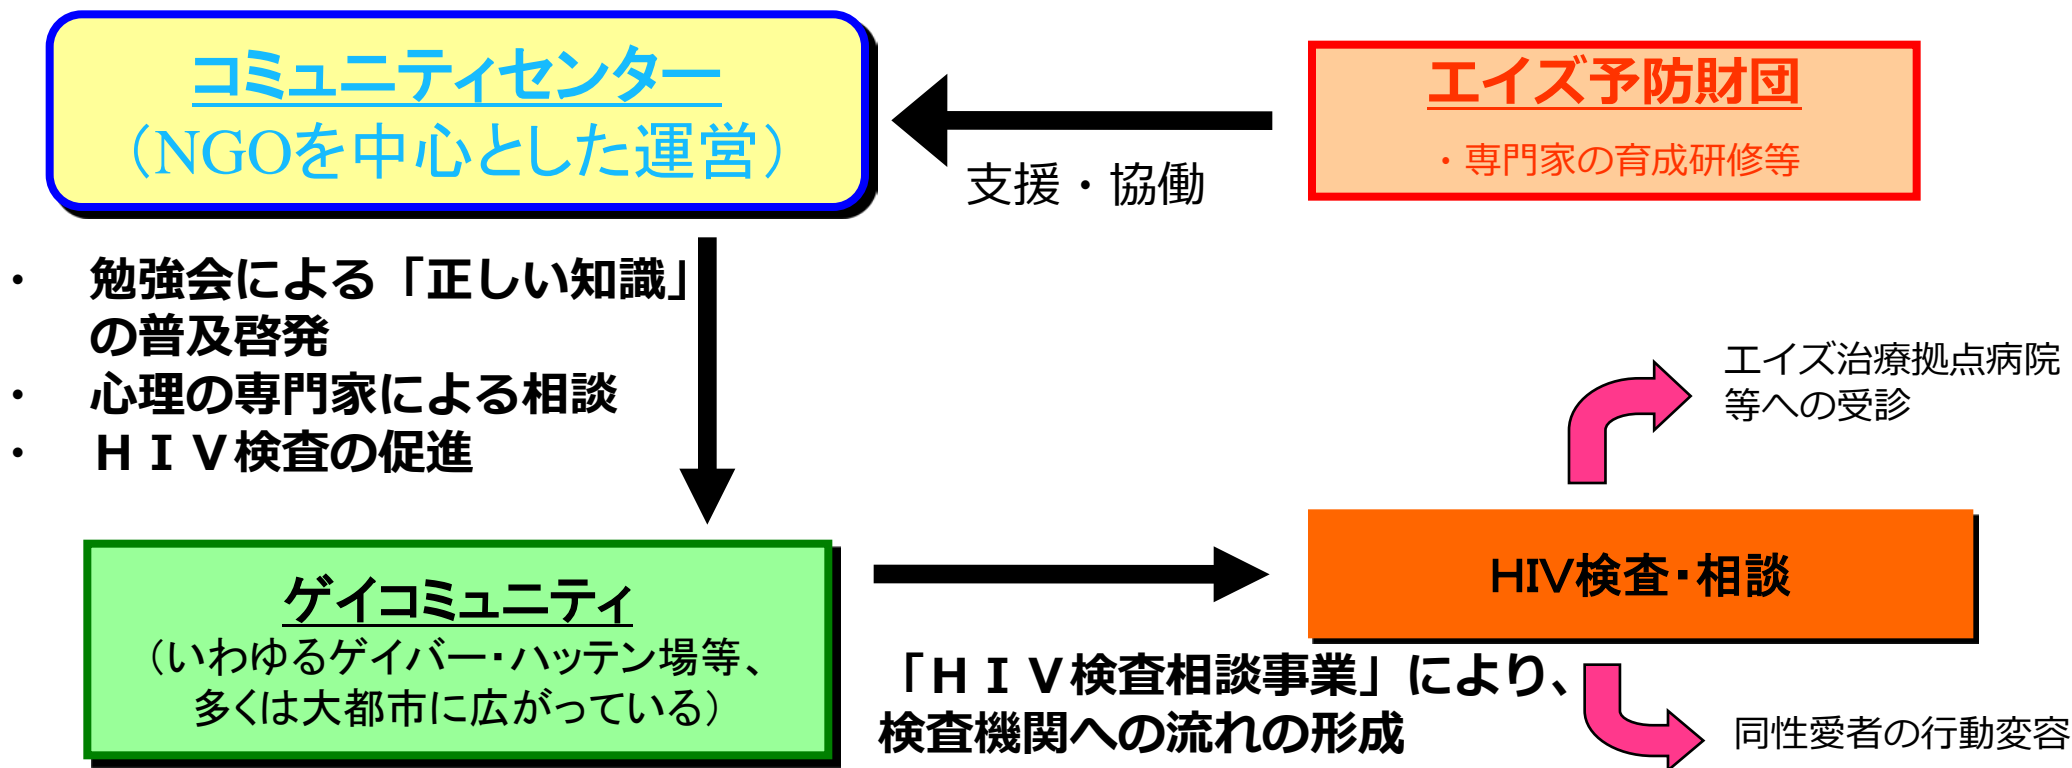 コミュニティセンター
（NGOを中心とした運営）
エイズ予防財団
・専門家の育成研修等
支援・協働
・　勉強会による「正しい知識」
の普及啓発
・　心理の専門家による相談
・　ＨＩＶ検査の促進
エイズ治療拠点病院
等への受診
ゲイコミュニティ
（いわゆるゲイバー・ハッテン場等、
多くは大都市に広がっている）
HIV検査・相談
「ＨＩＶ検査相談事業」により、
検査機関への流れの形成
同性愛者の行動変容